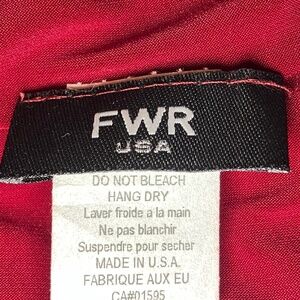 FWR
USA
DO NOT BLEACH
HANG DRY
Laver froide a la main
Ne pas blanchir
Suspendre pour secher
MADE IN U.S.A.
FABRIQUE AUX EU
CA#01595